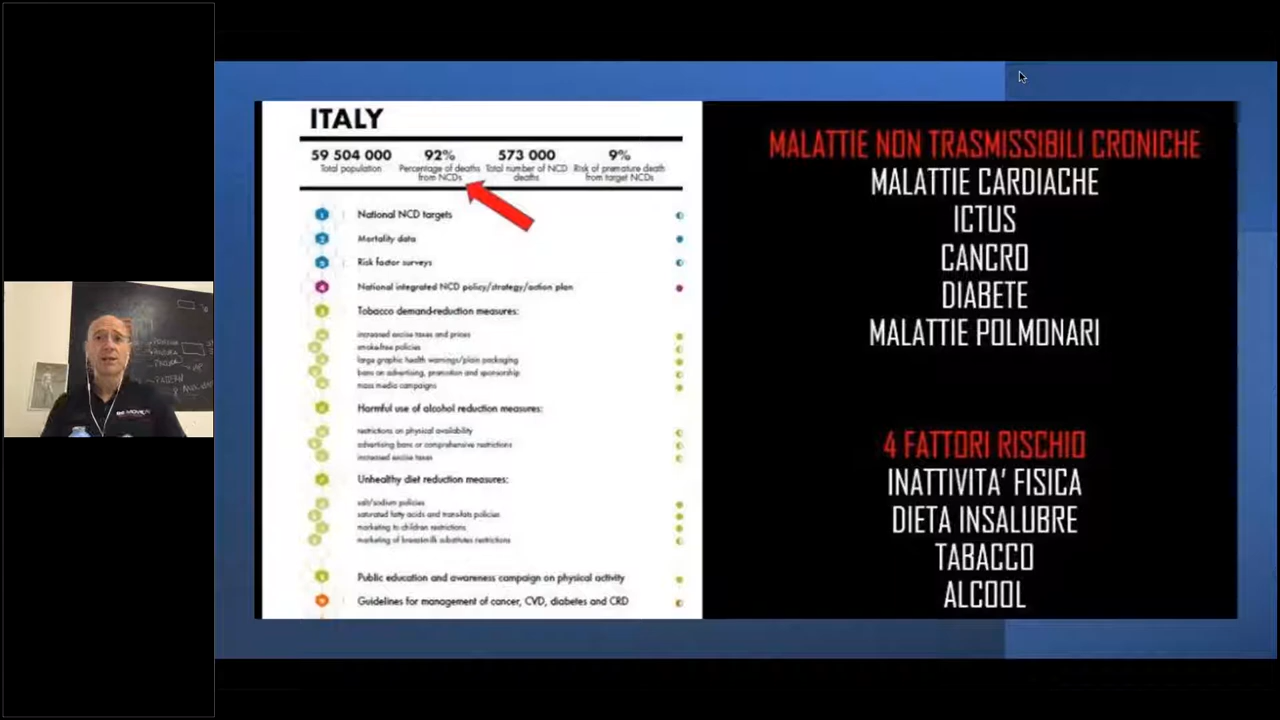 ITALY
59 504 000
Total population
92%
Percentage of deaths
from NCDs
573 000
Total number of NCD
deaths
9%
Risk of premature death
from target NCDs
1 National NCD targets
2 Mortality data
3 Risk factor surveys
4 National integrated NCD policy/strategy/action plan
Tobacco demand-reduction measures:
increased excise taxes and prices
smoke-free policies
large graphic health warnings/plain packaging
bans on advertising, promotion and sponsorship
mass media campaigns
Harmful use of alcohol reduction measures:
restrictions on physical availability
advertising bans or comprehensive restrictions
increased excise taxes
Unhealthy diet reduction measures:
salt/sodium policies
saturated fatty acids and trans-fats policies
marketing to children restrictions
marketing of breast-milk substitutes restrictions
Public education and awareness campaign on physical activity
Guidelines for management of cancer, CVD, diabetes and CRD
MALATTIE NON TRASMISSIBILI CRONICHE
MALATTIE CARDIACHE
ICTUS
CANCRO
DIABETE
MALATTIE POLMONARI
4 FATTORI RISCHIO
INATTIVITA' FISICA
DIETA INSALUBRE
TABACCO
ALCOOL